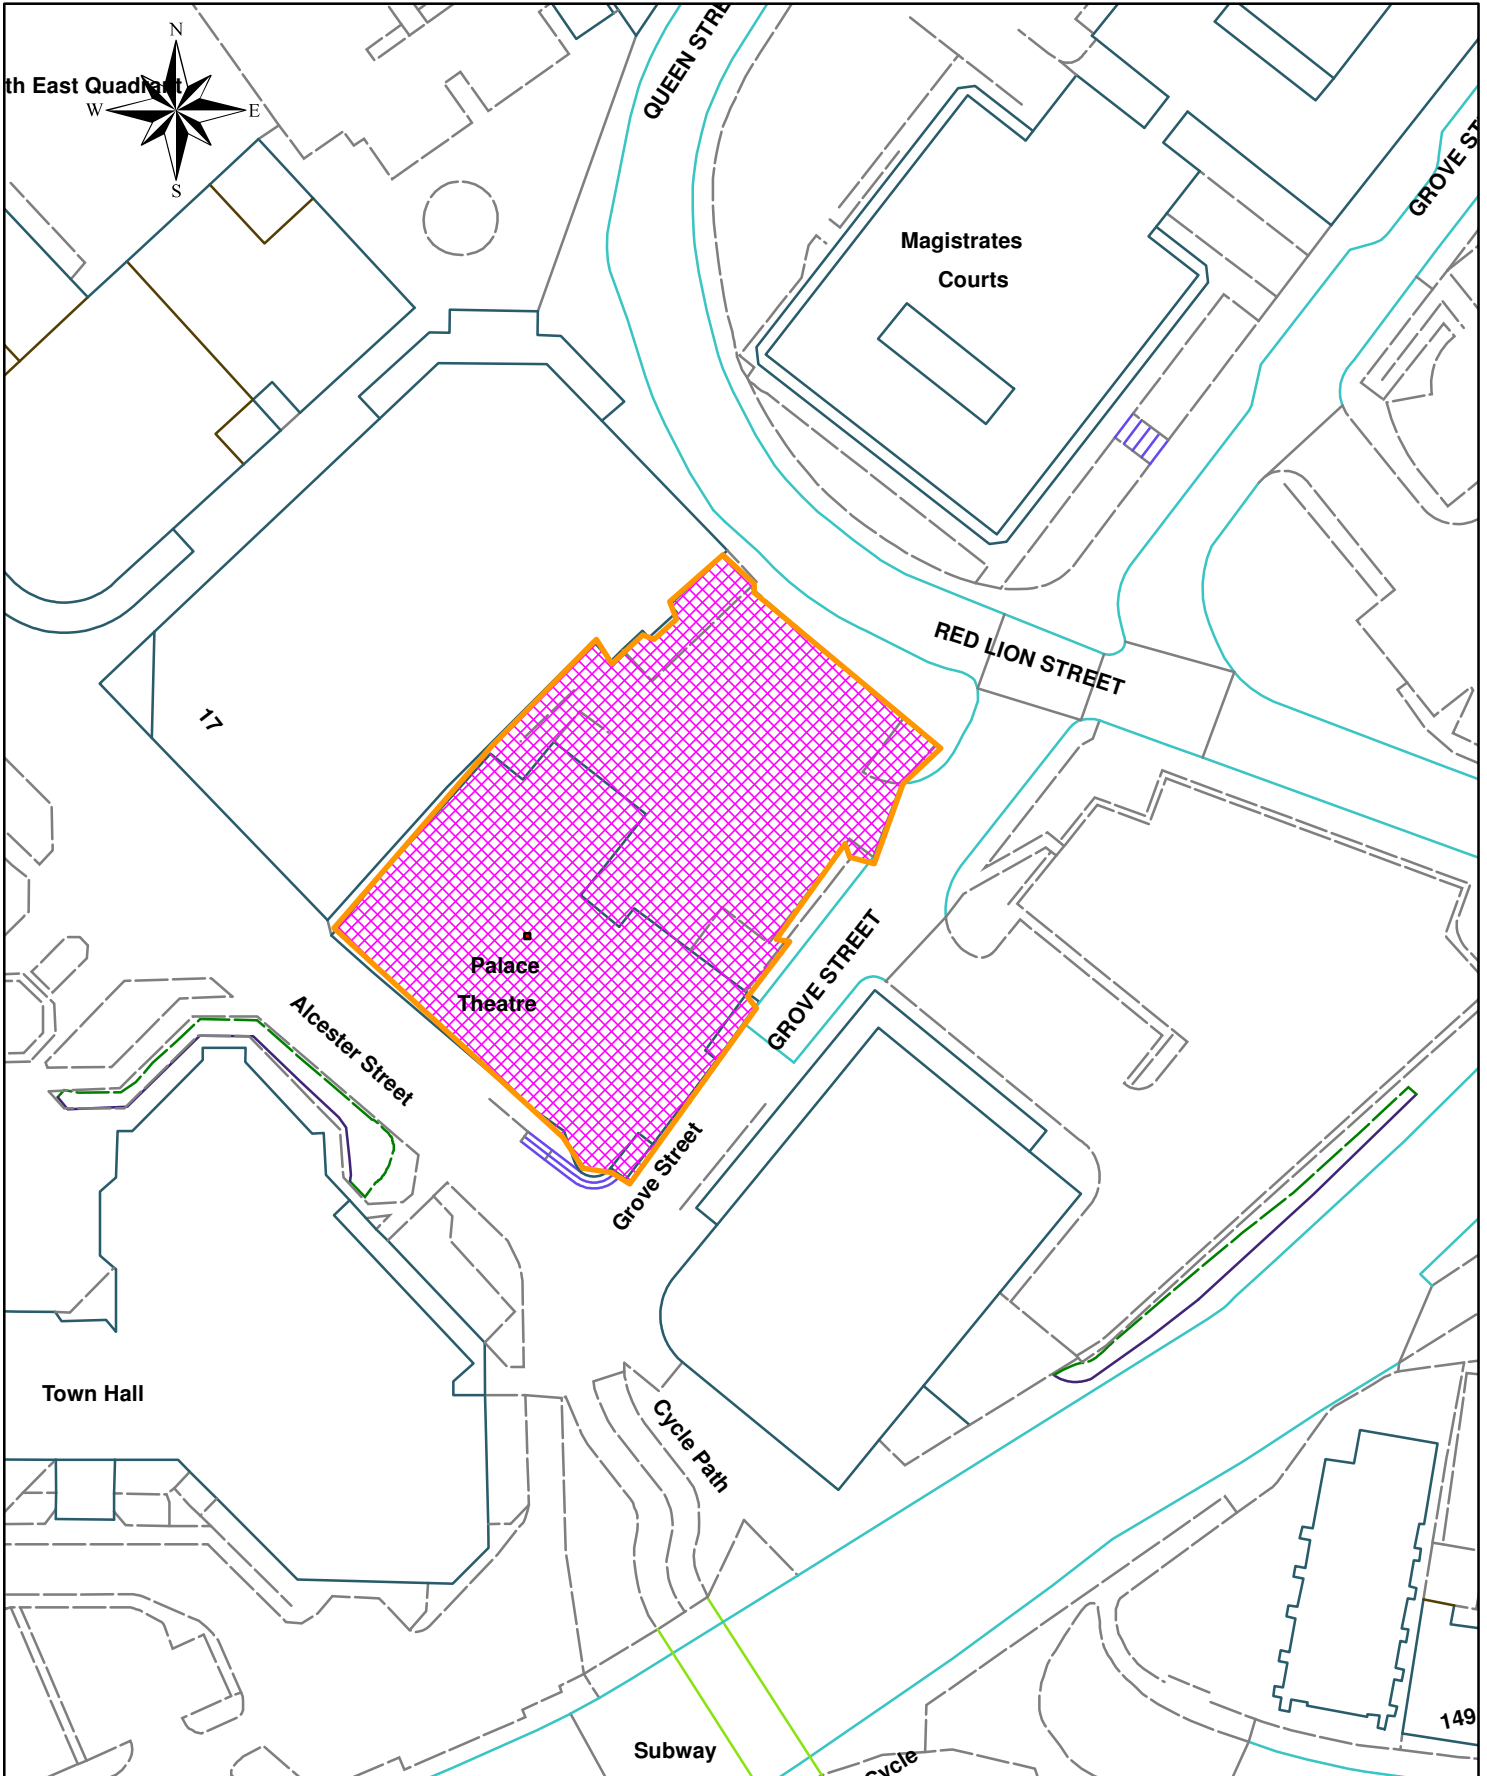 N
QUEEN STRE
th East Quadrant
W
E
S
GROVE ST
Magistrates
Courts
RED LION STREET
17
GROVE STREET
Palace
Theatre
Alcester Street
Grove Street
Town Hall
Cycle Path
149
Subway
Cycle